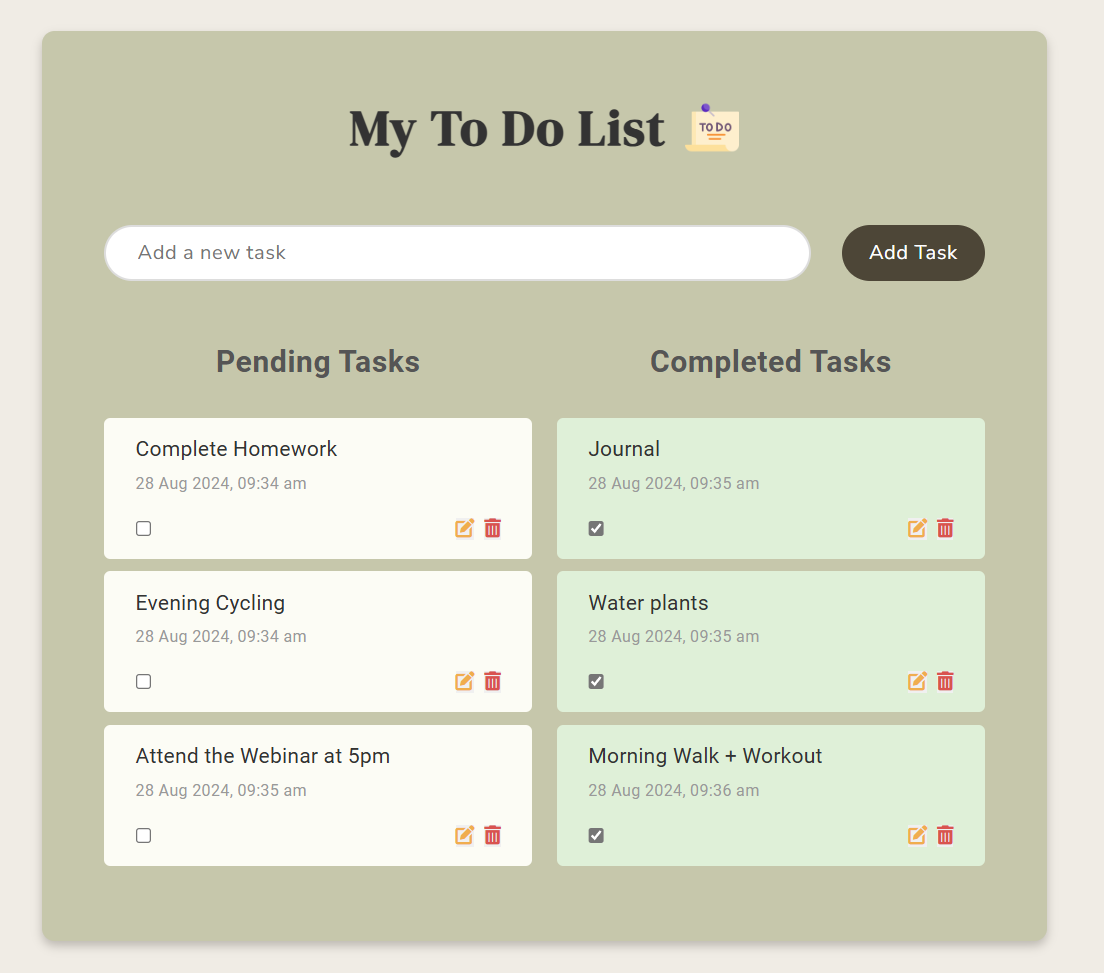 My To Do List
TO DO
Add a new task
Add Task
Pending Tasks
Complete Homework
28 Aug 2024, 09:34 am
Evening Cycling
28 Aug 2024, 09:34 am
Attend the Webinar at 5pm
28 Aug 2024, 09:35 am
Completed Tasks
Journal
28 Aug 2024, 09:35 am
Water plants
28 Aug 2024, 09:35 am
Morning Walk + Workout
28 Aug 2024, 09:36 am